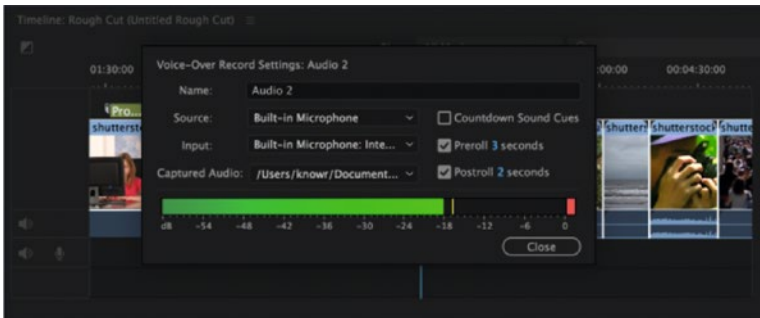 Timeline: Rough Cut (Untitled Rough Cut)
01:30:00
:00:00
00:04:30:00
Voice-Over Record Settings: Audio 2
Name: Audio 2
Source: Built-in Microphone
Countdown Sound Cues
Input: Built-in Microphone: Inte...
Preroll 3 seconds
Captured Audio: /Users/knowr/Document...
Postroll 2 seconds
Pro...
shutterst
shutter:
shutterstock
shutte
dB -54 -48 -42 -36 -30 -24 -18 -12 -6 0
Close